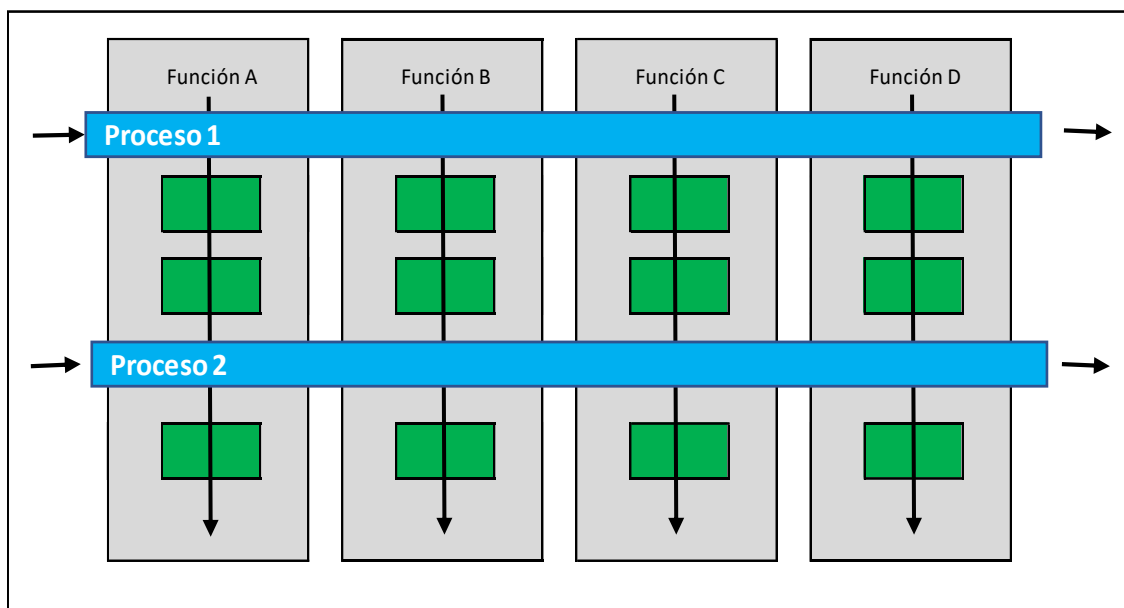 Función A
Función B
Función C
Función D
Proceso 1
Proceso 2